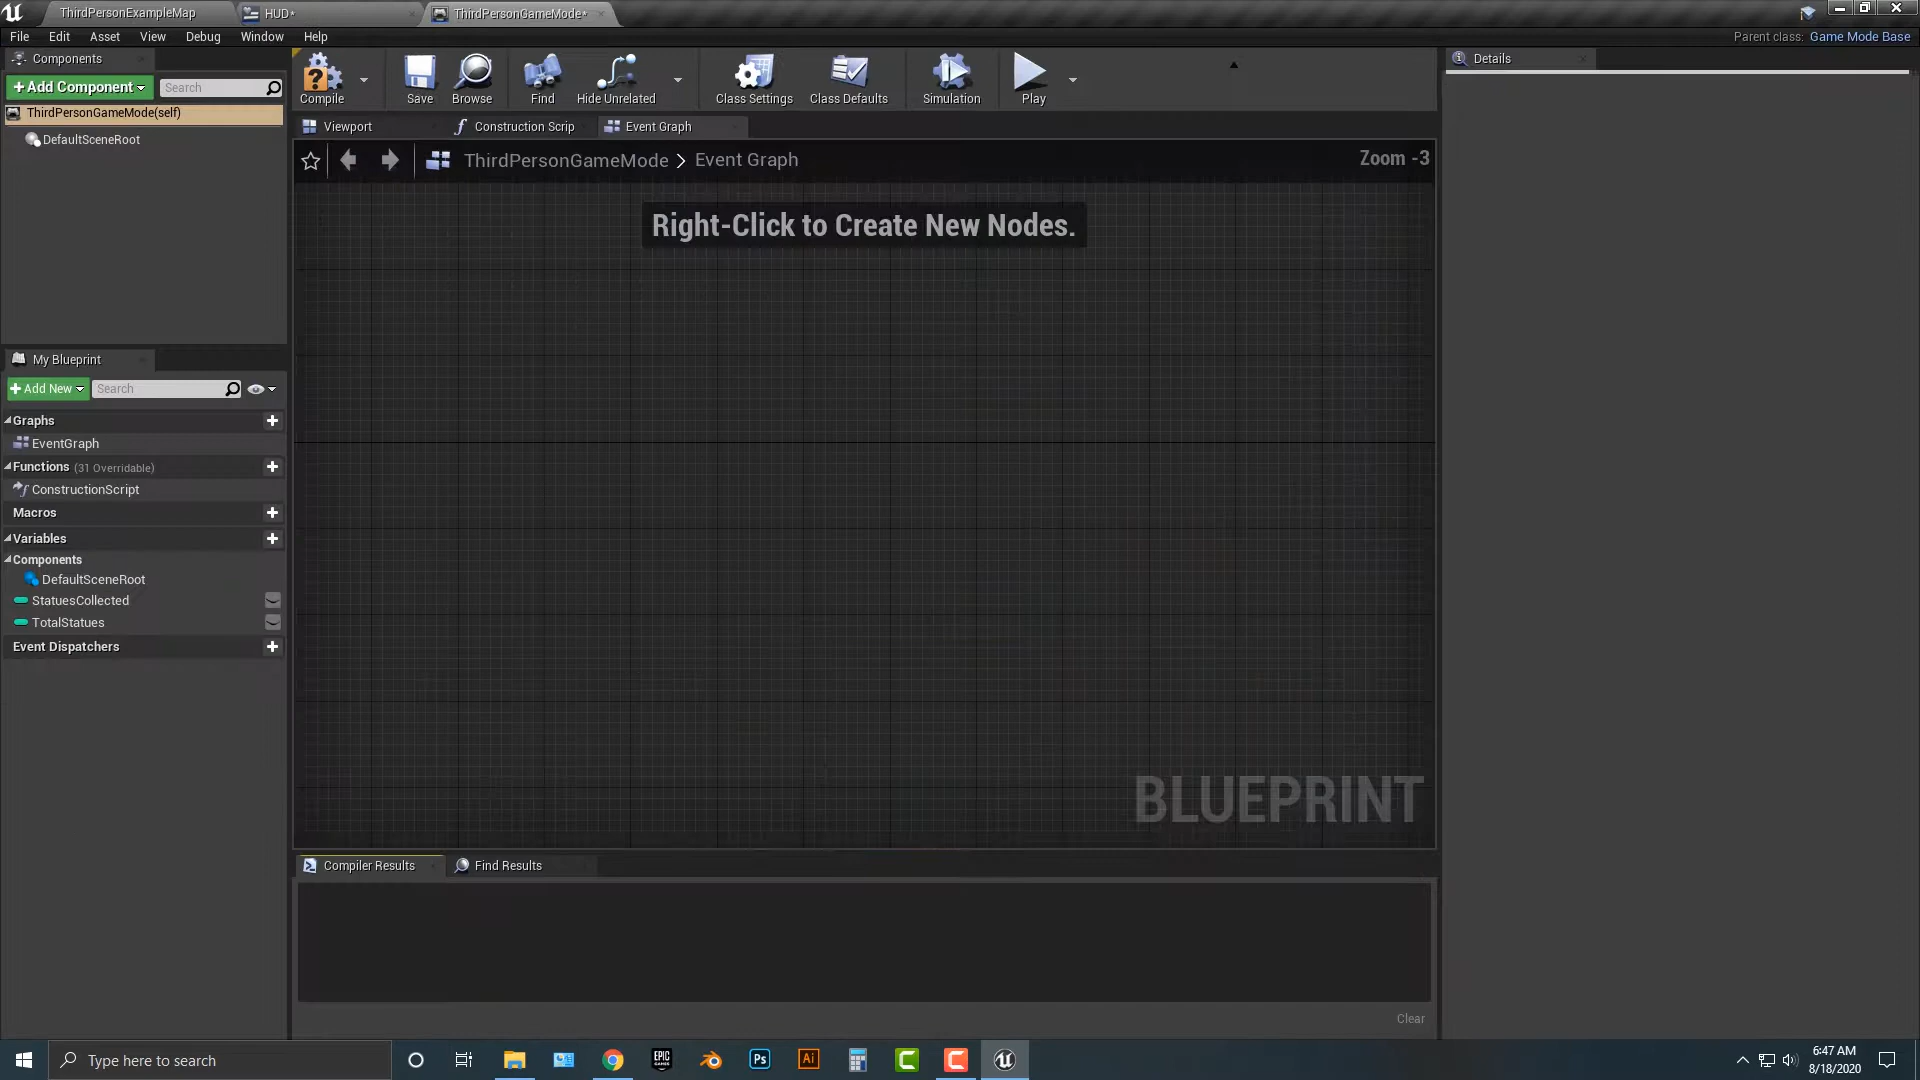 ThirdPersonExampleMap
HUD*
ThirdPersonGameMode*
File Edit Asset View Debug Window Help
Parent class: Game Mode Base
Components
+Add Component
Search
ThirdPersonGameMode(self)
DefaultSceneRoot
Compile
Save
Browse
Find
Hide Unrelated
Class Settings
Class Defaults
Simulation
Play
Details
Viewport
Construction Scrip
Event Graph
ThirdPersonGameMode > Event Graph
Zoom -3
Right-Click to Create New Nodes.
My Blueprint
+Add New
Search
Graphs
EventGraph
Functions (31 Overridable)
ConstructionScript
Macros
Variables
Components
DefaultSceneRoot
StatuesCollected
TotalStatues
Event Dispatchers
BLUEPRINT
Compiler Results
Find Results
Clear
Type here to search
EPIC GAMES
Ps
Ai
6:47 AM
8/18/2020